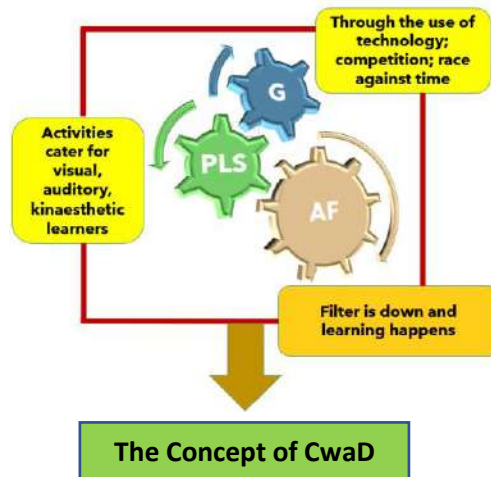 Through the use of
technology;
competition; race
against time
G
Activities
cater for
visual,
auditory,
kinaesthetic
learners
PLS
AF
Filter is down and
learning happens
The Concept of CwaD